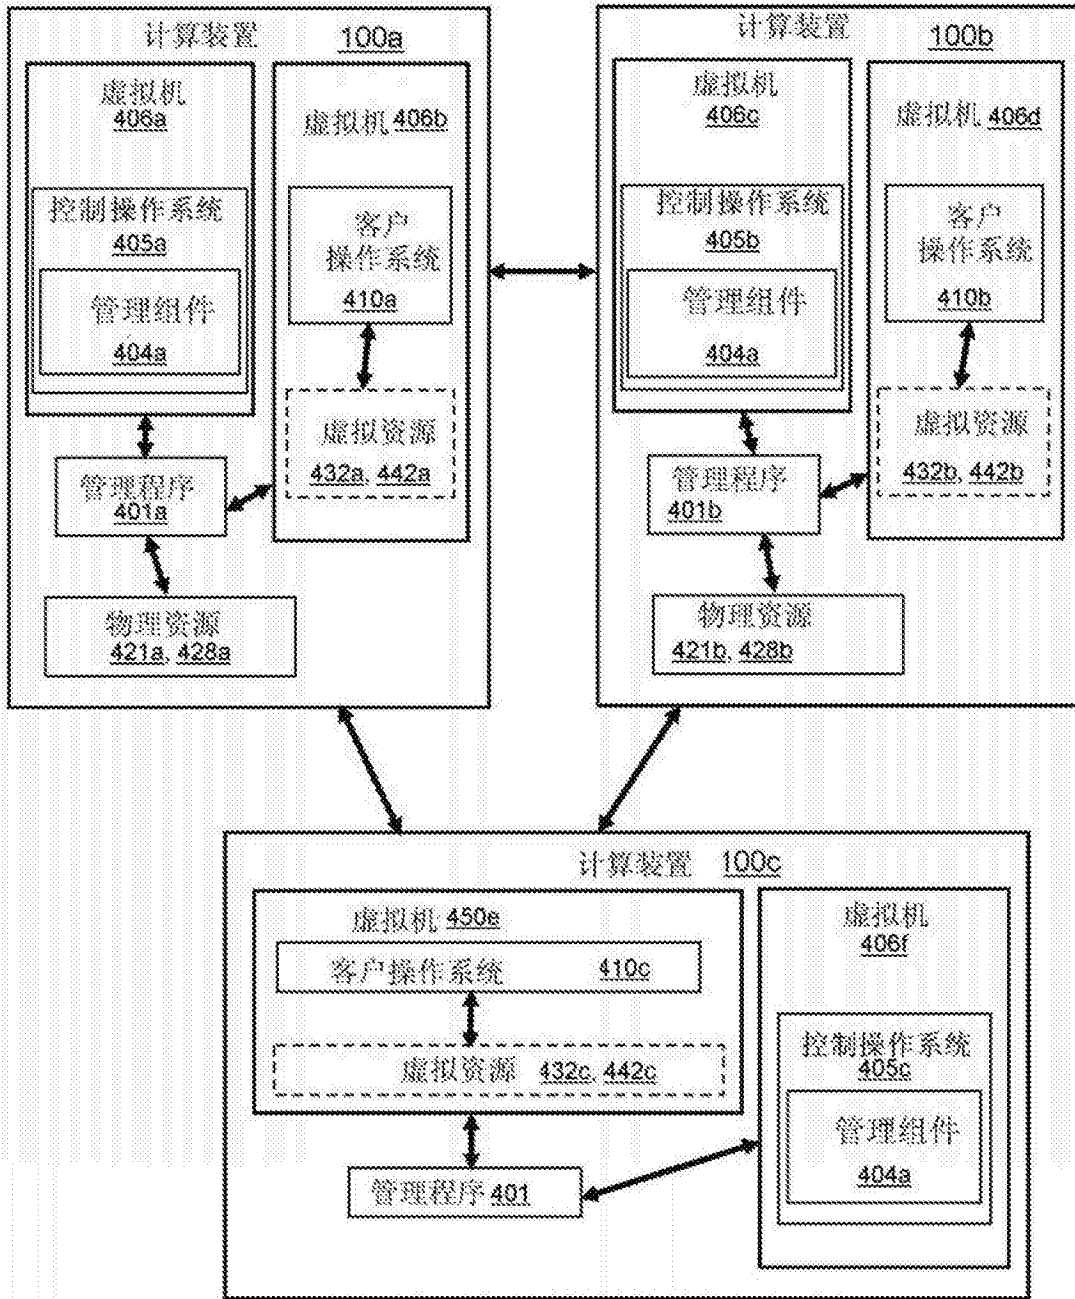 计算装置 100a
虚拟机
406a
控制操作系统
405a
管理组件
404a
虚拟机 406b
客户
操作系统
410a
虚拟资源
432a, 442a
管理程序
401a
物理资源
421a, 428a
计算装置 100b
虚拟机
406c
控制操作系统
405b
管理组件
404a
虚拟机 406d
客户
操作系统
410b
虚拟资源
432b, 442b
管理程序
401b
物理资源
421b, 428b
计算装置 100c
虚拟机 450e
客户操作系统 410c
虚拟资源 432c, 442c
管理程序 401
虚拟机
406f
控制操作系统
405c
管理组件
404a